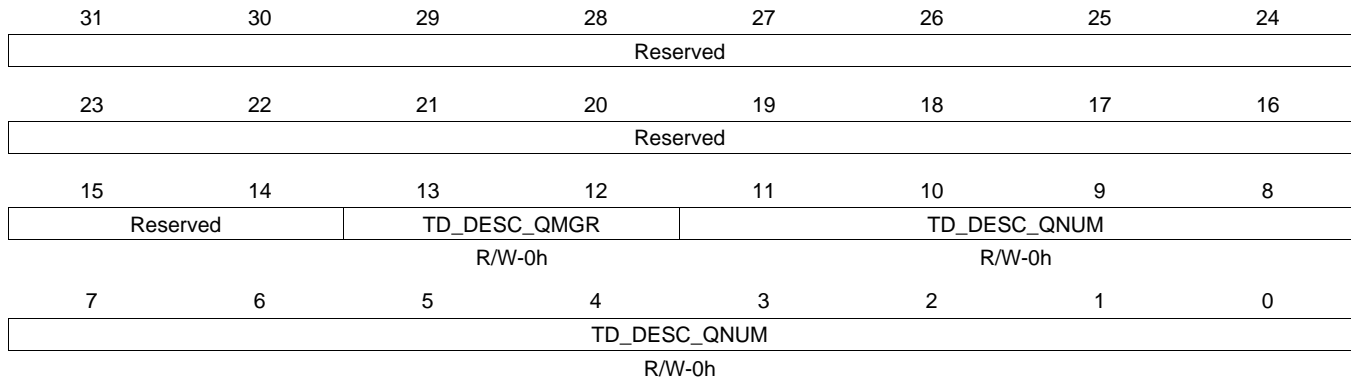 31 30 29 28 27 26 25 24
Reserved
23 22 21 20 19 18 17 16
Reserved
15 14 13 12 11 10 9 8
Reserved TD_DESC_QMGR TD_DESC_QNUM
R/W-0h R/W-0h
7 6 5 4 3 2 1 0
TD_DESC_QNUM
R/W-0h